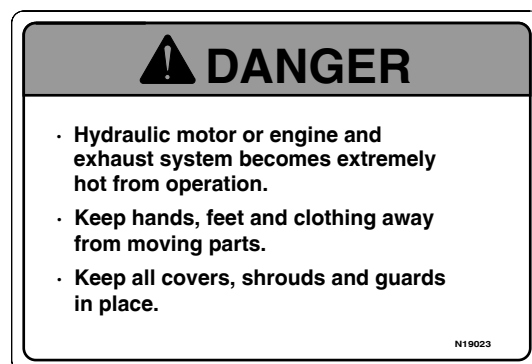 DANGER
· Hydraulic motor or engine and
exhaust system becomes extremely
hot from operation.
· Keep hands, feet and clothing away
from moving parts.
· Keep all covers, shrouds and guards
in place.
N19023